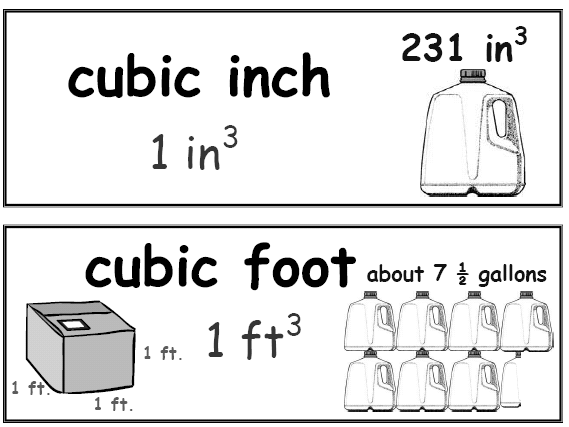 231 in³
cubic inch
1 in³
cubic foot about 7 ½ gallons
1 ft³
1 ft.
1 ft.
1 ft.